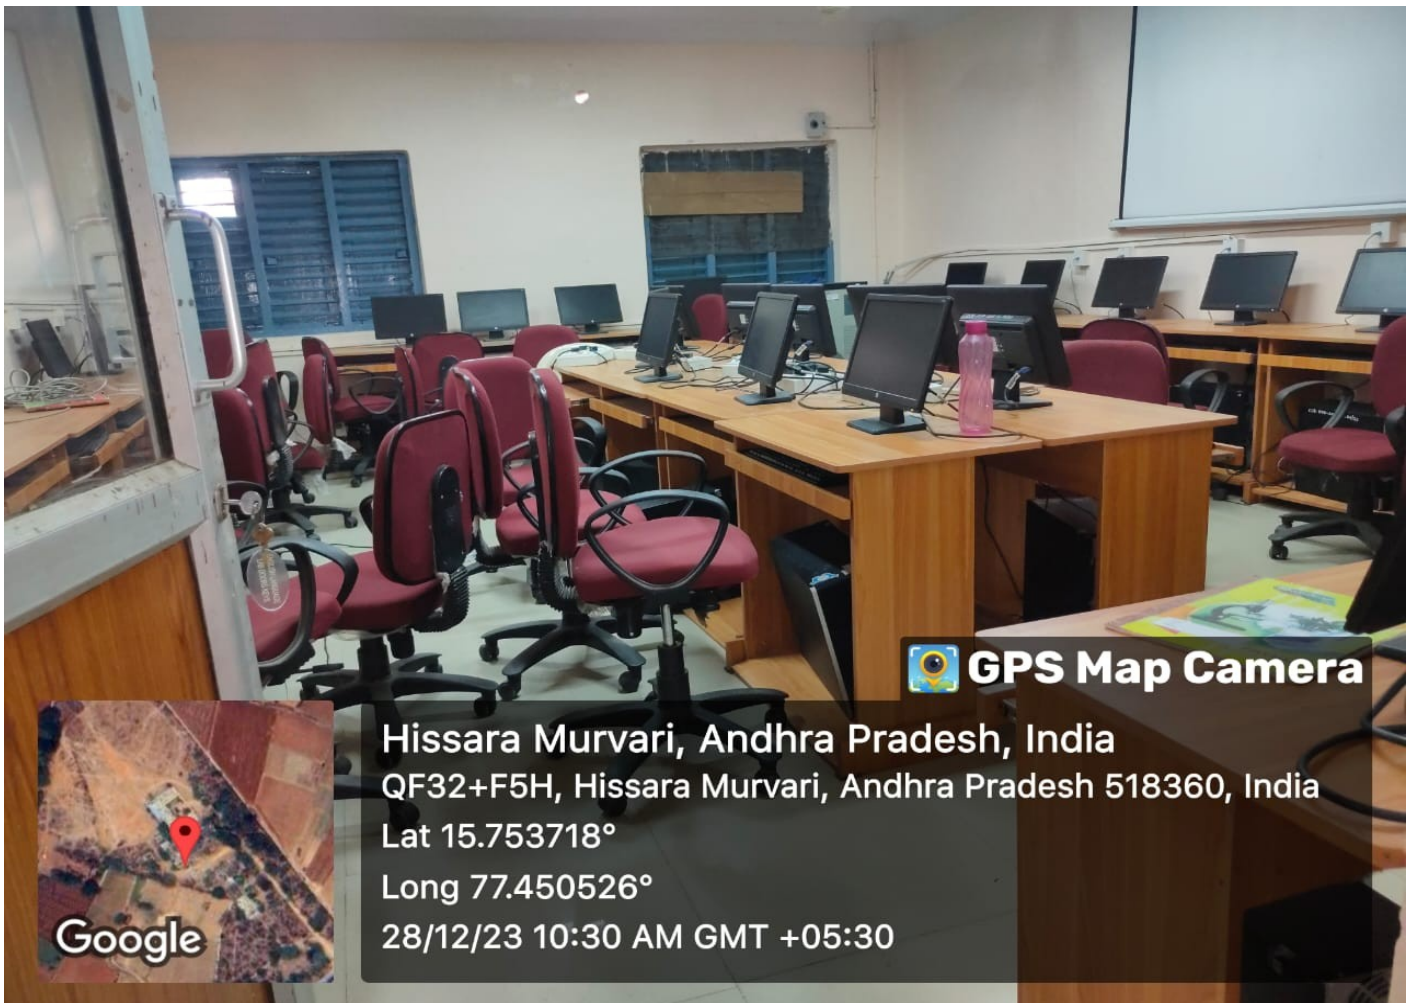 GPS Map Camera
Hissara Murvari, Andhra Pradesh, India
QF32+F5H, Hissara Murvari, Andhra Pradesh 518360, India
Lat 15.753718°
Long 77.450526°
28/12/23 10:30 AM GMT +05:30
Google